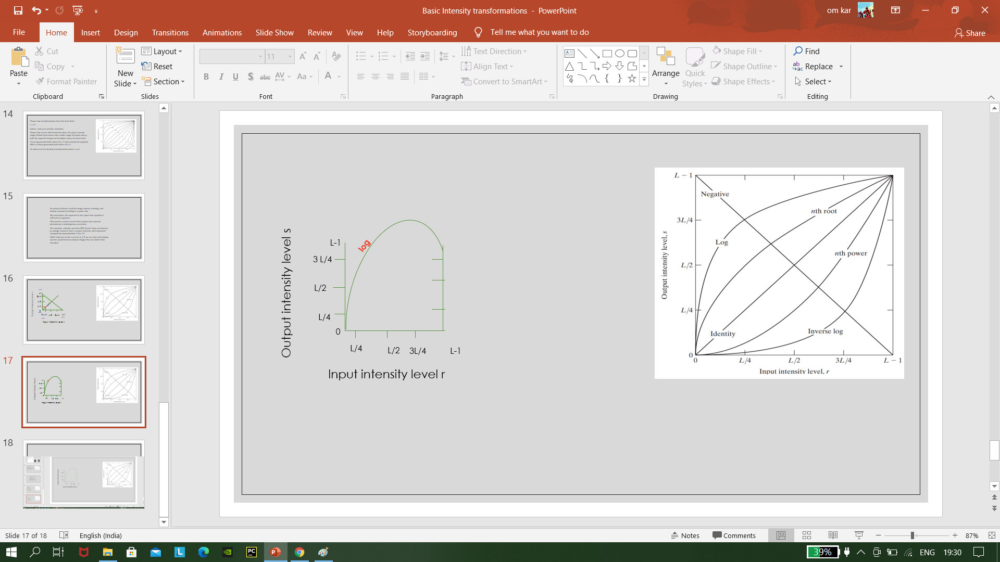 Basic Intensity transformations - PowerPoint
om kar
File
Home
Insert
Design
Transitions
Animations
Slide Show
Review
View
Help
Storyboarding
Tell me what you want to do
Share
Paste
Cut
Copy
Format Painter
Clipboard
New
Slide
Layout
Reset
Section
Slides
11
B I U S abc AV Aa A
Font
Text Direction
Align Text
Convert to SmartArt
Paragraph
Arrange
Quick
Styles
Shape Fill
Shape Outline
Shape Effects
Drawing
Find
Replace
Select
Editing
14
15
16
17
18
Output intensity level s
L-1
3 L/4
L/2
L/4
0
log
L/4
L/2
3L/4
L-1
Input intensity level r
L − 1
3L/4
L/2
L/4
0
Output intensity level, s
Negative
nth root
Log
nth power
Identity
Inverse log
0
L/4
L/2
3L/4
L − 1
Input intensity level, r
Slide 17 of 18
English (India)
Notes
Comments
87%
39%
ENG
19:30